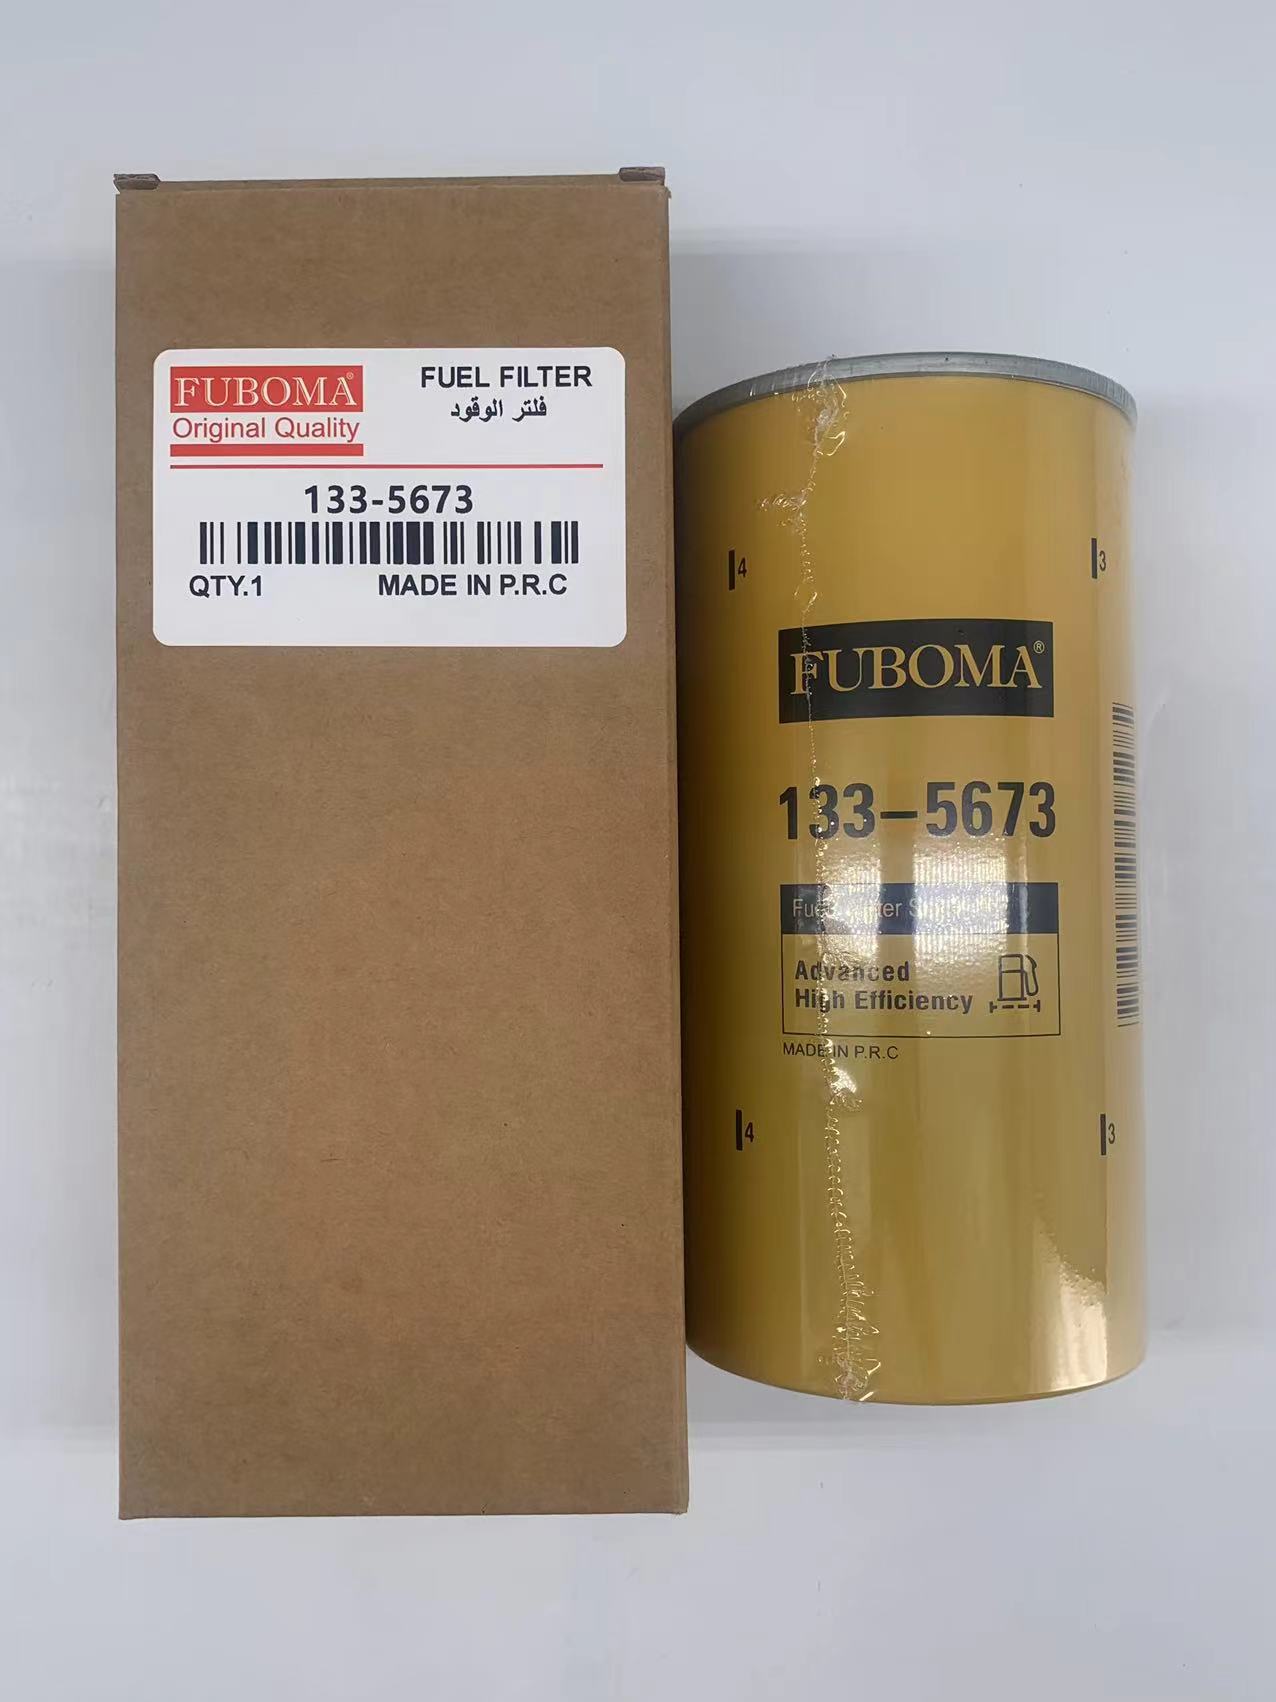 FUBOMA®
Original Quality
FUEL FILTER
فلتر الوقود
133-5673
QTY.1
MADE IN P.R.C
4
3
FUBOMA®
133-5673
Advanced
High Efficiency
MADE IN P.R.C
4
3